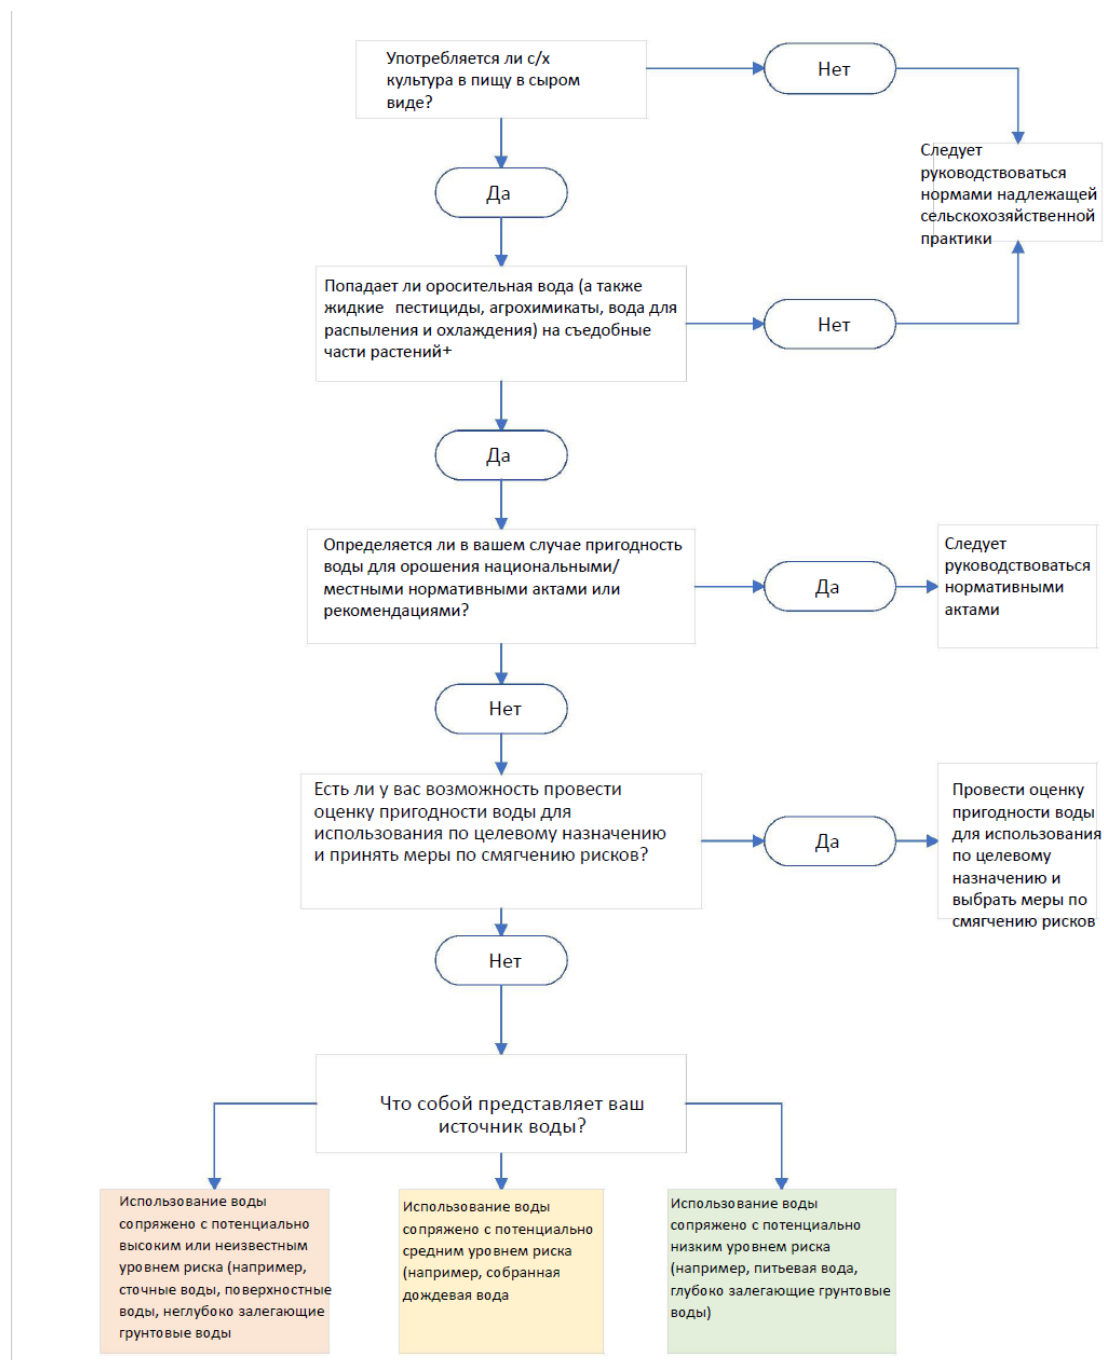 Употребляется ли с/х
культура в пищу в сыром
виде?
Нет
Следует
руководствоваться
нормами надлежащей
сельскохозяйственной
практики
Да
Попадает ли оросительная вода (а также
жидкие пестициды, агрохимикаты, вода для
распыления и охлаждения) на съедобные
части растений+
Нет
Да
Определяется ли в вашем случае пригодность
воды для орошения национальными/
местными нормативными актами или
рекомендациями?
Да
Следует
руководствоваться
нормативными
актами
Нет
Есть ли у вас возможность провести
оценку пригодности воды для
использования по целевому назначению
и принять меры по смягчению рисков?
Да
Провести оценку
пригодности воды
для использования
по целевому
назначению и
выбрать меры по
смягчению рисков
Нет
Что собой представляет ваш
источник воды?
Использование воды
сопряжено с потенциально
высоким или неизвестным
уровнем риска (например,
сточные воды, поверхностные
воды, неглубоко залегающие
грунтовые воды
Использование воды
сопряжено с потенциально
средним уровнем риска
(например, собранная
дождевая вода
Использование воды
сопряжено с потенциально
низким уровнем риска
(например, питьевая вода,
глубоко залегающие грунтовые
воды)